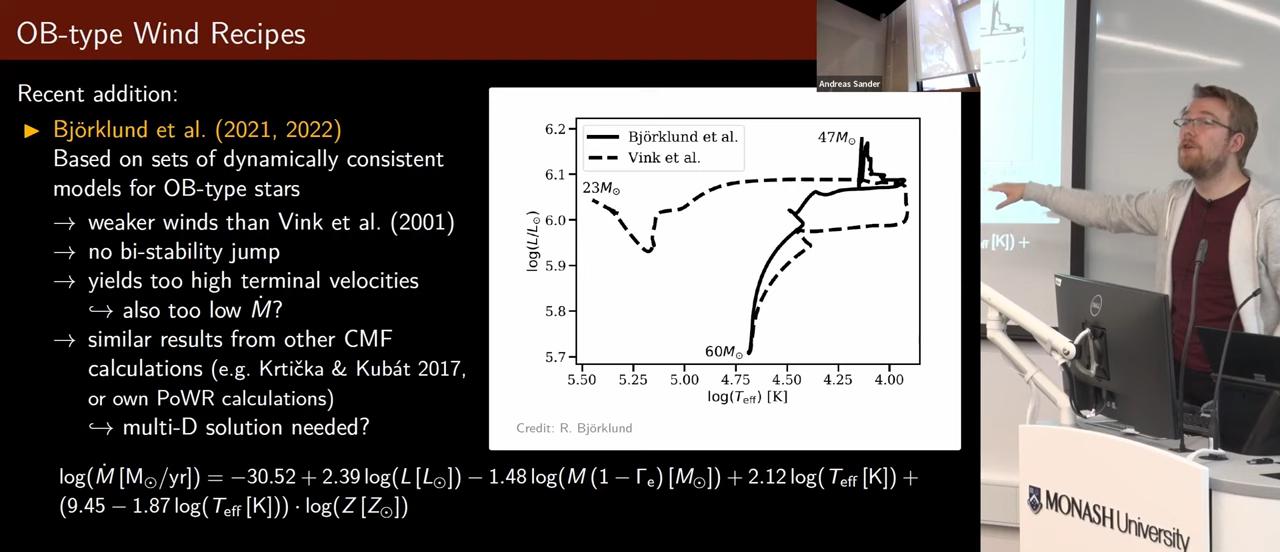 OB-type Wind Recipes
Andreas Sander
Recent addition:
► Björklund et al. (2021, 2022)
Based on sets of dynamically consistent
models for OB-type stars
→ weaker winds than Vink et al. (2001)
→ no bi-stability jump
→ yields too high terminal velocities
↪ also too low Ṁ?
→ similar results from other CMF
calculations (e.g. Krtička & Kubát 2017,
or own PoWR calculations)
↪ multi-D solution needed?
Björklund et al.
Vink et al.
47M☉
23M☉
60M☉
log(L/L☉)
6.2
6.1
6.0
5.9
5.8
5.7
5.50 5.25 5.00 4.75 4.50 4.25 4.00
log(Teff) [K]
Credit: R. Björklund
log(Ṁ [M☉/yr]) = −30.52 + 2.39 log(L [L☉]) − 1.48 log(M (1 − Γe) [M☉]) + 2.12 log(Teff [K]) +
(9.45 − 1.87 log(Teff [K])) · log(Z [Z☉])
[K]) +
DELL
MONASH University